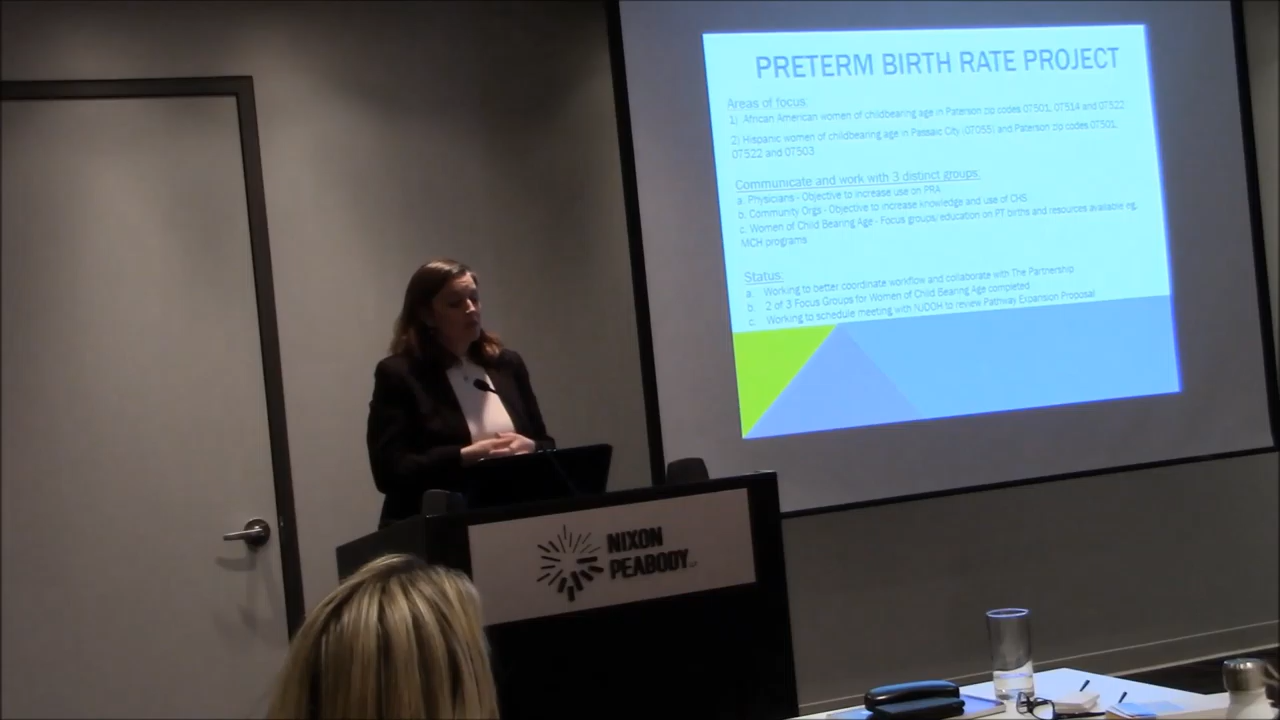 PRETERM BIRTH RATE PROJECT
Areas of focus:
1) African American women of childbearing age in Paterson zip codes 07501, 07514 and 07522
2) Hispanic women of childbearing age in Passaic City (07055) and Paterson zip codes 07501,
07522 and 07503
Communicate and work with 3 distinct groups:
a. Physicians - Objective to increase use on PRA
b. Community Orgs - Objective to increase knowledge and use of CHS
c. Women of Child Bearing Age - Focus groups/education on PT births and resources available eg,
MCH programs
Status:
a. Working to better coordinate workflow and collaborate with The Partnership
b. 2 of 3 Focus Groups for Women of Child Bearing Age completed
c. Working to schedule meeting with NJDOH to review Pathway Expansion Proposal
NIXON
PEABODY LLP